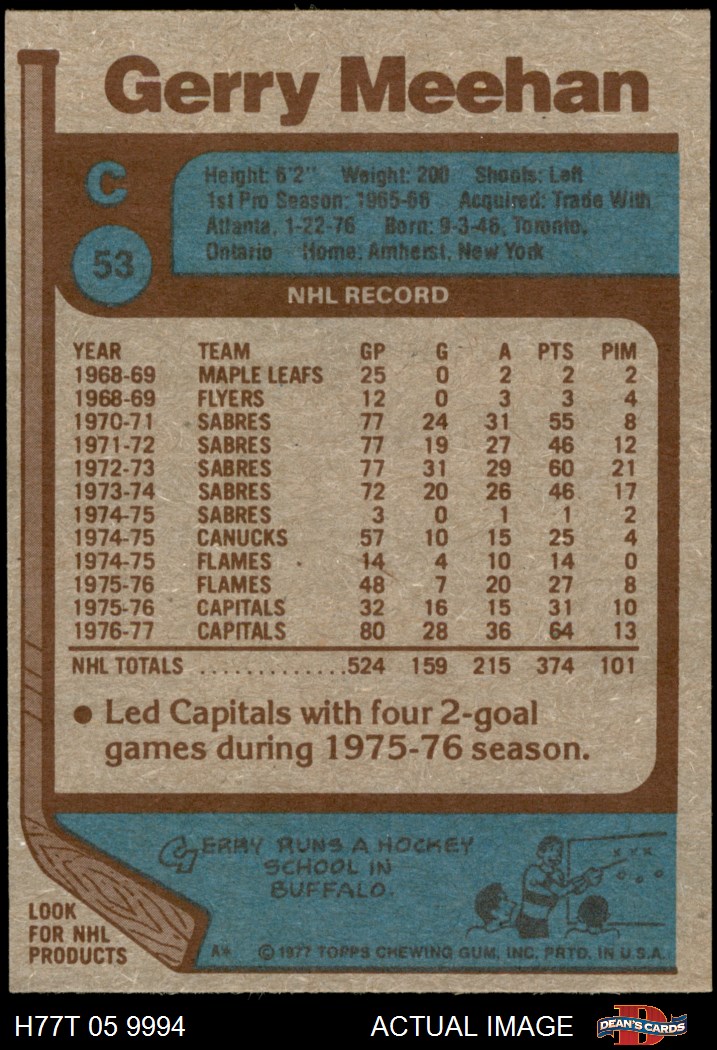 Gerry Meehan
C
Height: 6'2" Weight: 200 Shoots: Left
1st Pro Season: 1965-66 Acquired: Trade With
Atlanta, 1-22-76 Born: 9-3-46, Toronto,
Ontario Home: Amherst, New York
53
NHL RECORD
YEAR TEAM GP G A PTS PIM
1968-69 MAPLE LEAFS 25 0 2 2 2
1968-69 FLYERS 12 0 3 3 4
1970-71 SABRES 77 24 31 55 8
1971-72 SABRES 77 19 27 46 12
1972-73 SABRES 77 31 29 60 21
1973-74 SABRES 72 20 26 46 17
1974-75 SABRES 3 0 1 1 2
1974-75 CANUCKS 57 10 15 25 4
1974-75 FLAMES 14 4 10 14 0
1975-76 FLAMES 48 7 20 27 8
1975-76 CAPITALS 32 16 15 31 10
1976-77 CAPITALS 80 28 36 64 13
NHL TOTALS ..............524 159 215 374 101
● Led Capitals with four 2-goal
games during 1975-76 season.
GERRY RUNS A HOCKEY
SCHOOL IN
BUFFALO.
XXX
OOO
LOOK
FOR NHL
PRODUCTS
A* © 1977 TOPPS CHEWING GUM, INC. PRTD. IN U.S.A.
H77T 05 9994 ACTUAL IMAGE
D
DEAN'S CARDS